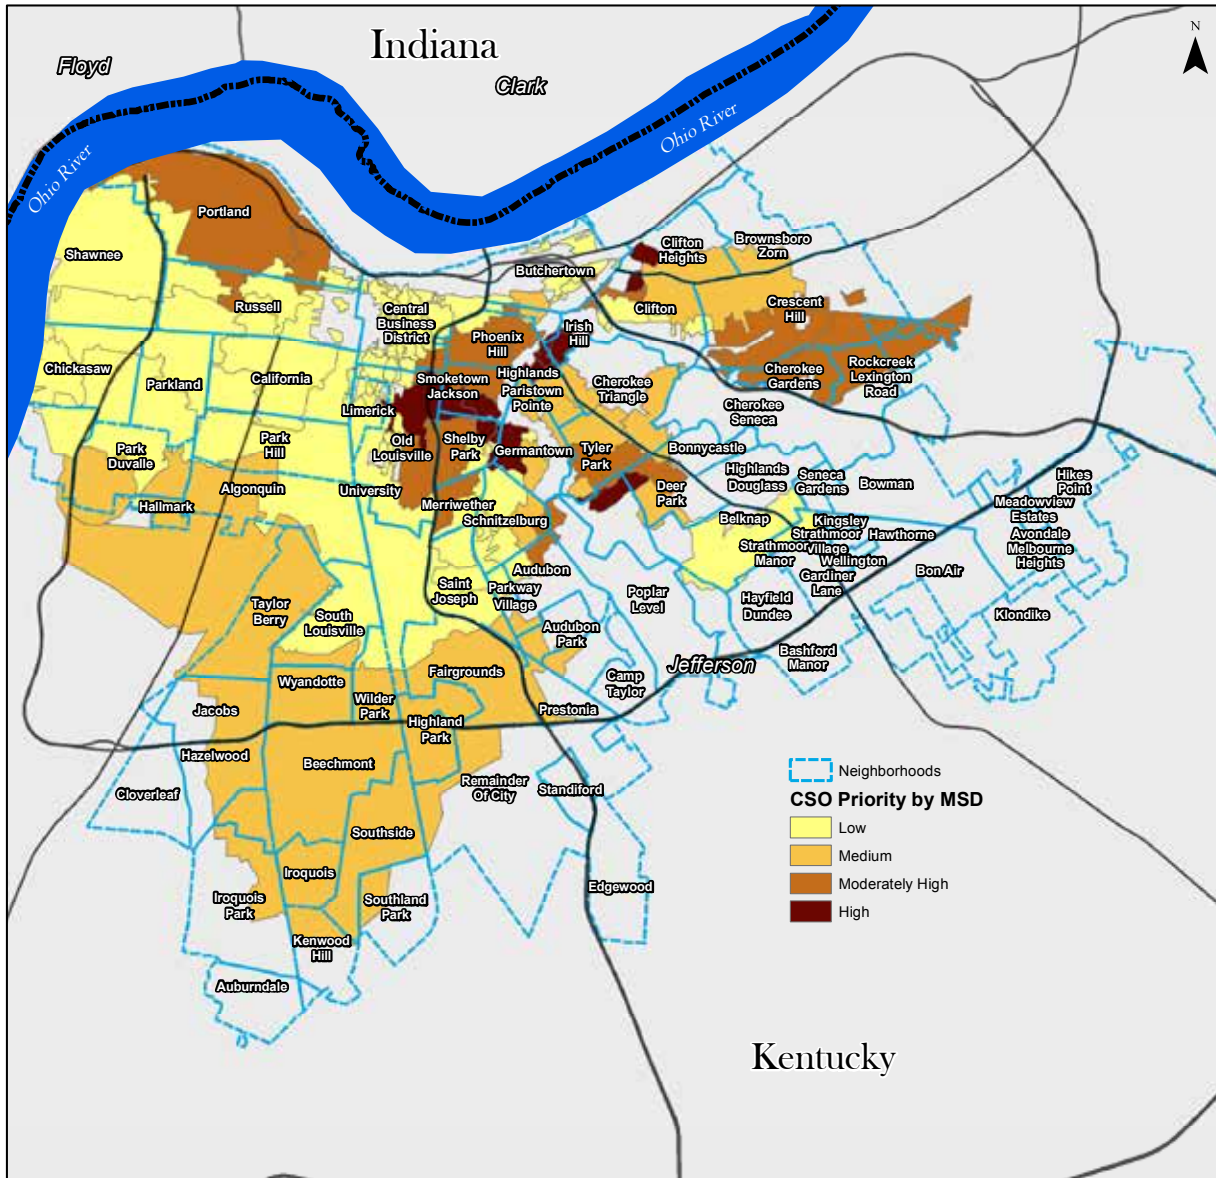 Indiana
N
Floyd
Clark
Ohio River
Ohio River
Portland
Shawnee
Clifton
Heights
Brownsboro
Zorn
Butchertown
Russell
Central
Business
District
Clifton
Crescent
Hill
Phoenix
Hill
Irish
Hill
Chickasaw
Parkland
California
Smoketown
Jackson
Highlands
Paristown
Pointe
Cherokee
Triangle
Cherokee
Gardens
Rockcreek
Lexington
Road
Limerick
Cherokee
Seneca
Park
Duvalle
Park
Hill
Old
Louisville
Shelby
Park
Germantown
Tyler
Park
Bonnycastle
Hallmark
Algonquin
University
Merriwether
Schnitzelburg
Deer
Park
Highlands
Douglass
Seneca
Gardens
Bowman
Hikes
Point
Meadowview
Estates
Belknap
Kingsley
Strathmoor
Village
Hawthorne
Avondale
Melbourne
Heights
Strathmoor
Manor
Wellington
Audubon
Saint
Joseph
Parkway
Village
Gardiner
Lane
Bon Air
Taylor
Berry
South
Louisville
Poplar
Level
Hayfield
Dundee
Klondike
Audubon
Park
Bashford
Manor
Jefferson
Fairgrounds
Wyandotte
Camp
Taylor
Jacobs
Wilder
Park
Highland
Park
Prestonia
Hazelwood
Beechmont
Cloverleaf
Remainder
Of City
Standiford
Neighborhoods
CSO Priority by MSD
Low
Medium
Moderately High
High
Southside
Iroquois
Edgewood
Iroquois
Park
Southland
Park
Kenwood
Hill
Auburndale
Kentucky